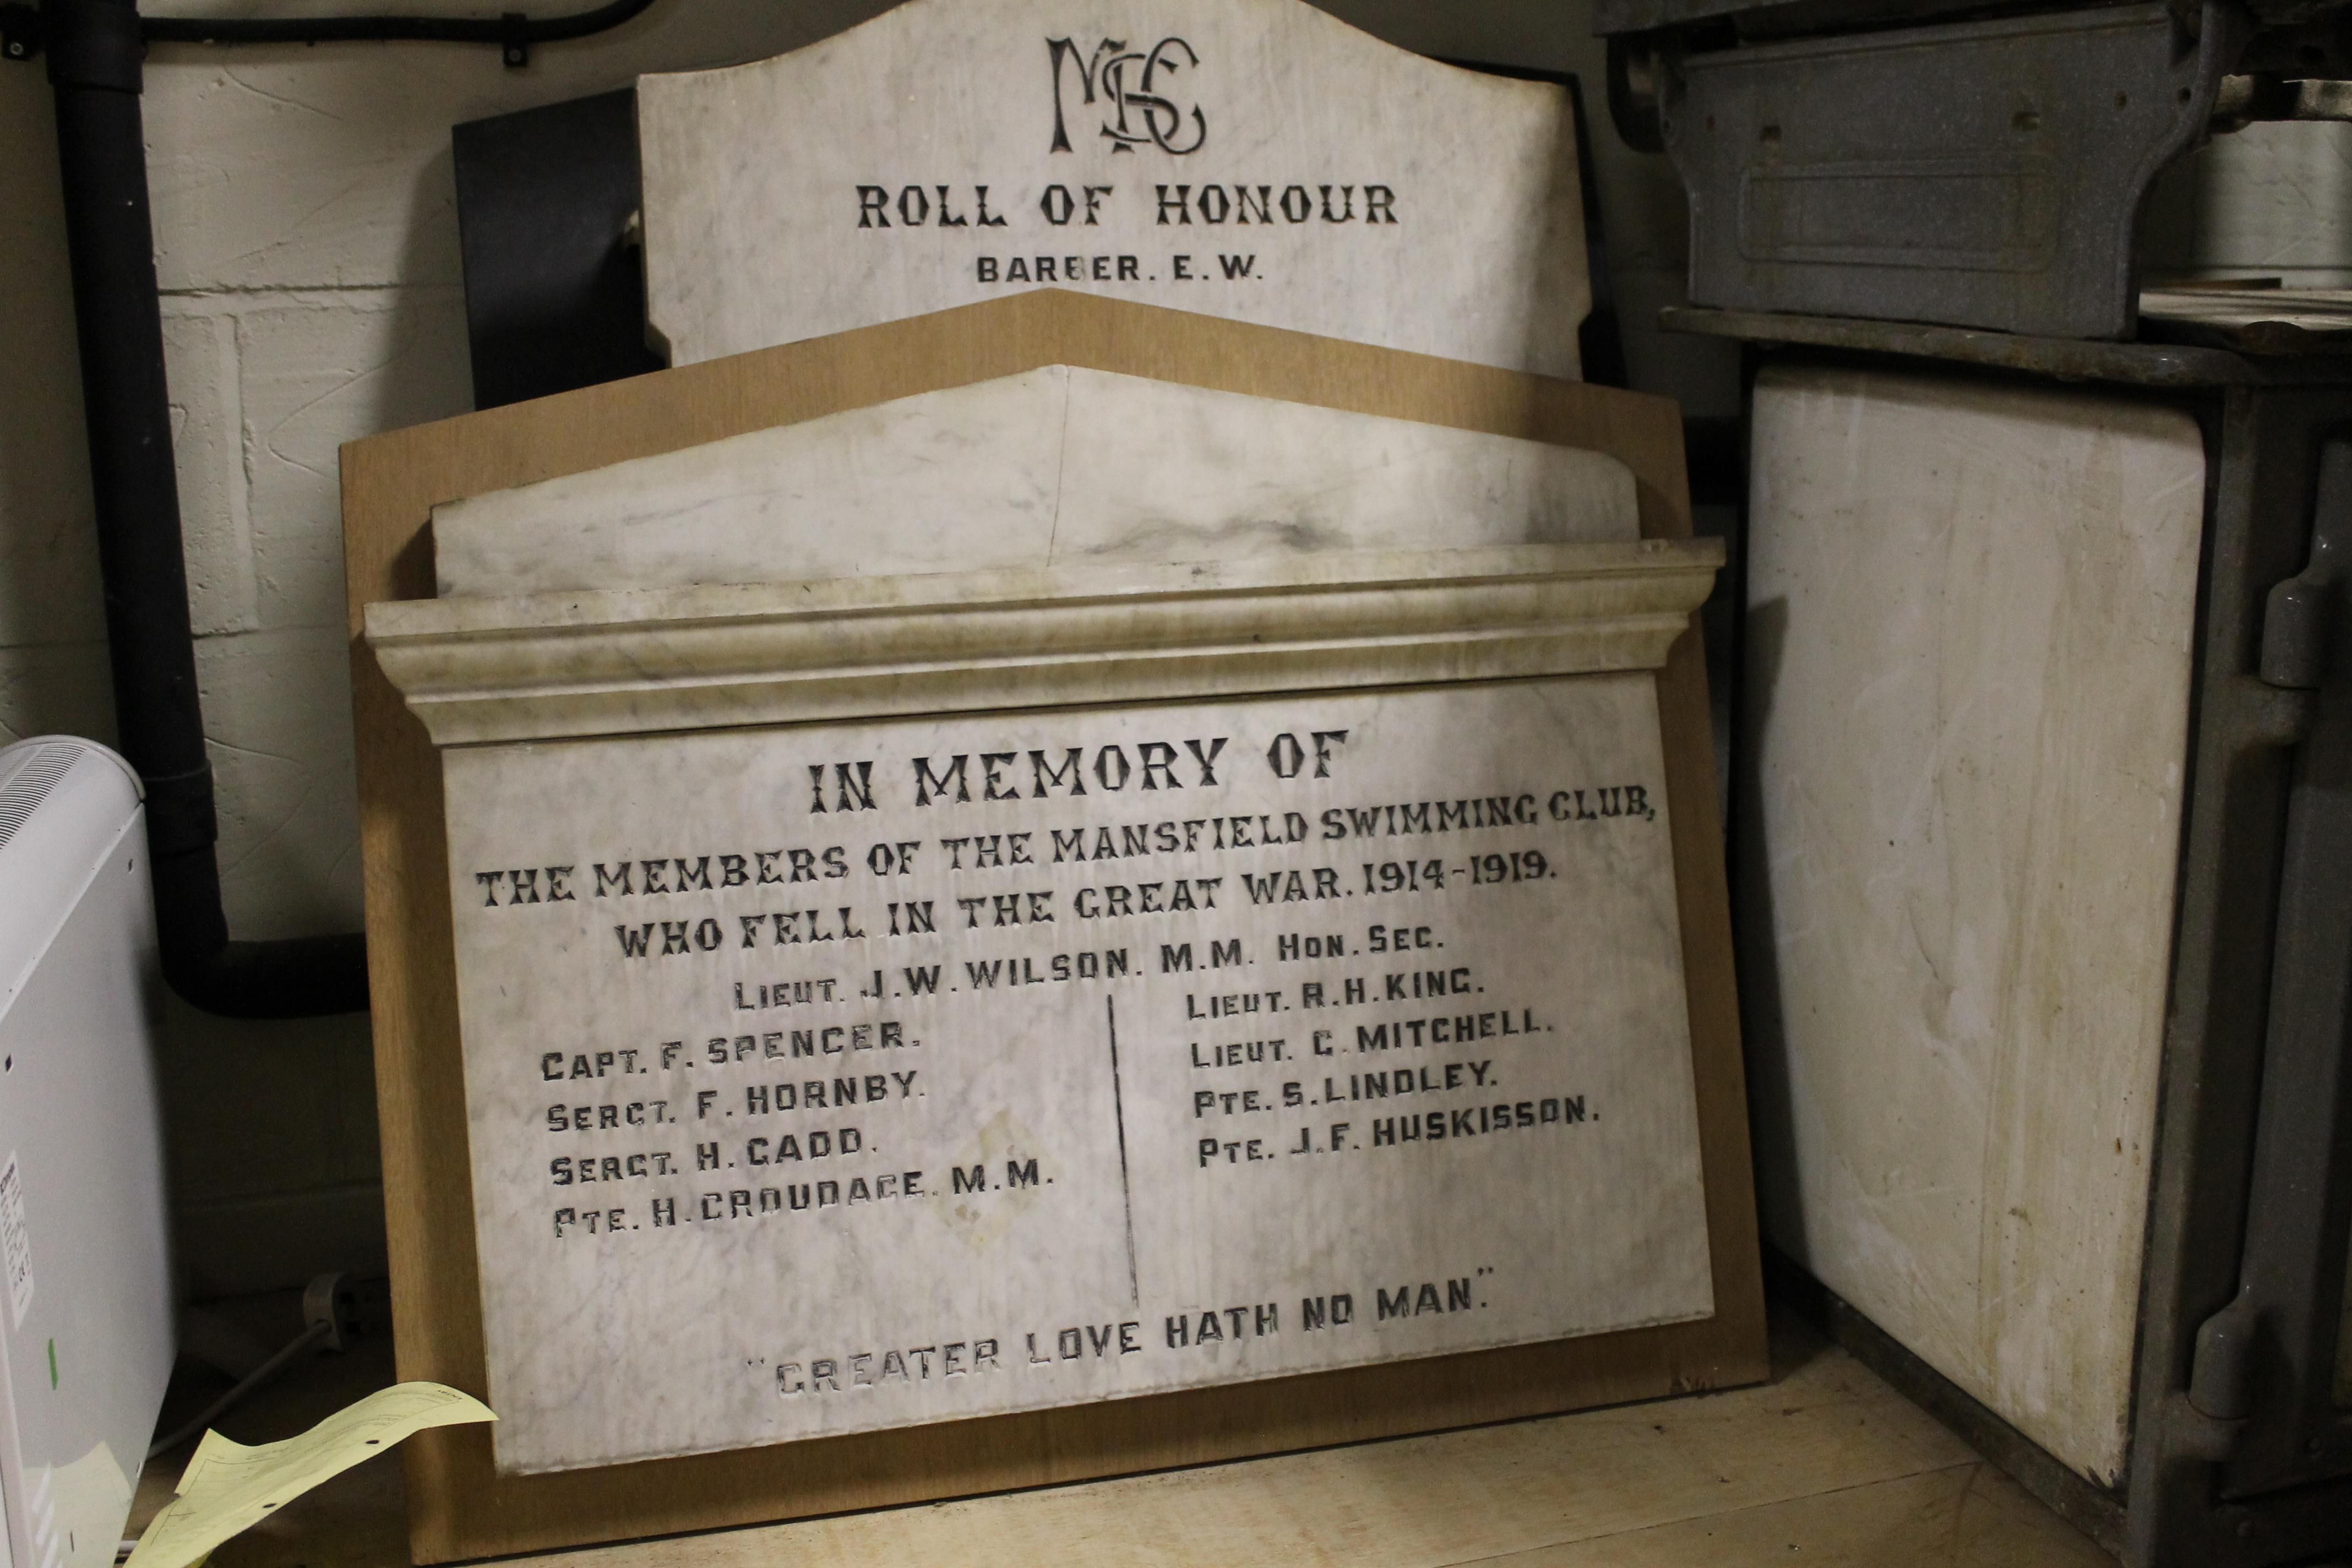 ROLL OF HONOUR
BARBER. E. W.
IN MEMORY OF
THE MEMBERS OF THE MANSFIELD SWIMMING CLUB,
WHO FELL IN THE GREAT WAR. 1914-1919.
LIEUT. J. W. WILSON. M.M. HON. SEC.
CAPT. F. SPENCER.
SERGT. F. HORNBY.
SERGT. H. GADD.
PTE. H. CROUDACE. M.M.
LIEUT. R. H. KING.
LIEUT. C. MITCHELL.
PTE. S. LINDLEY.
PTE. J. F. HUSKISSON.
"GREATER LOVE HATH NO MAN."